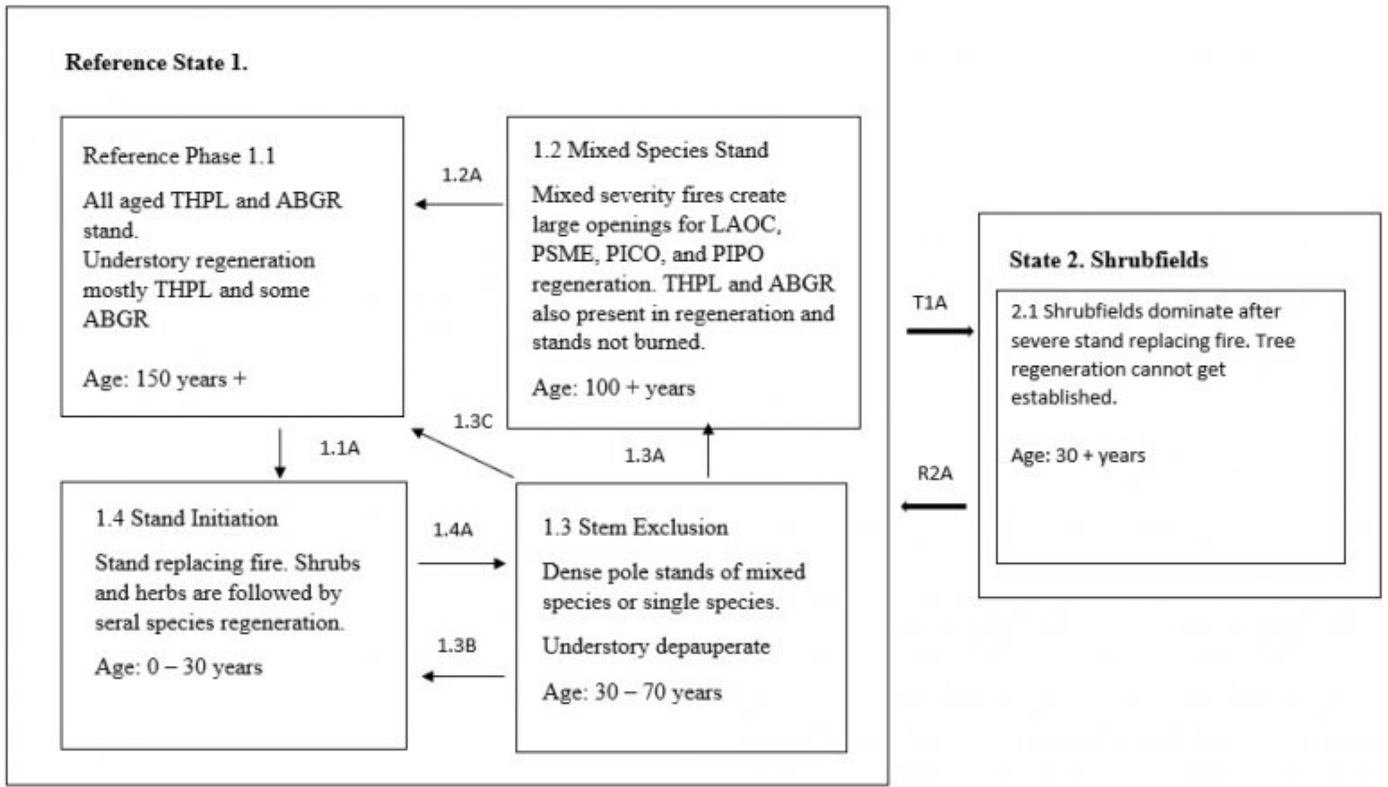 Reference State 1.
Reference Phase 1.1
All aged THPL and ABGR
stand.
Understory regeneration
mostly THPL and some
ABGR
Age: 150 years +
1.2A
1.2 Mixed Species Stand
Mixed severity fires create
large openings for LAOC,
PSME, PICO, and PIPO
regeneration. THPL and ABGR
also present in regeneration and
stands not burned.
Age: 100 + years
1.1A
1.3C
1.3A
1.4 Stand Initiation
Stand replacing fire. Shrubs
and herbs are followed by
seral species regeneration.
Age: 0 – 30 years
1.4A
1.3B
1.3 Stem Exclusion
Dense pole stands of mixed
species or single species.
Understory depauperate
Age: 30 – 70 years
T1A
R2A
State 2. Shrubfields
2.1 Shrubfields dominate after
severe stand replacing fire. Tree
regeneration cannot get
established.
Age: 30 + years